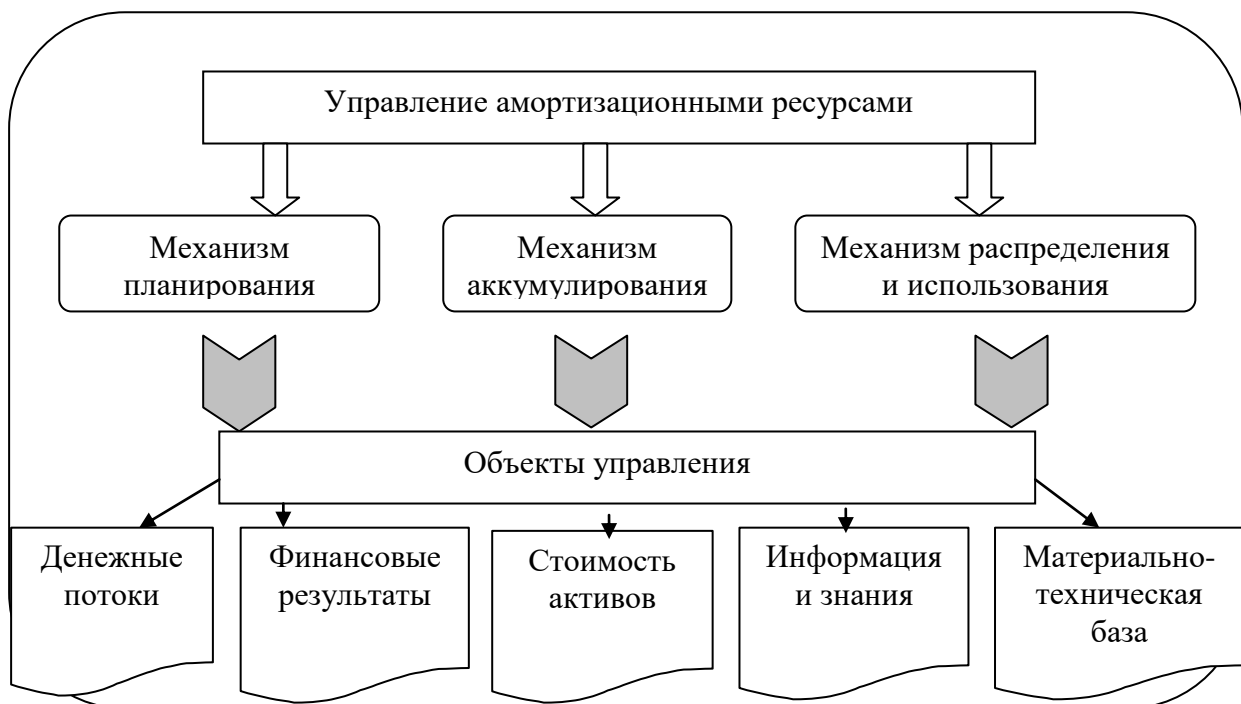 Управление амортизационными ресурсами
Механизм
планирования
Механизм
аккумулирования
Механизм распределения
и использования
Объекты управления
Денежные
потоки
Финансовые
результаты
Стоимость
активов
Информация
и знания
Материально-
техническая
база